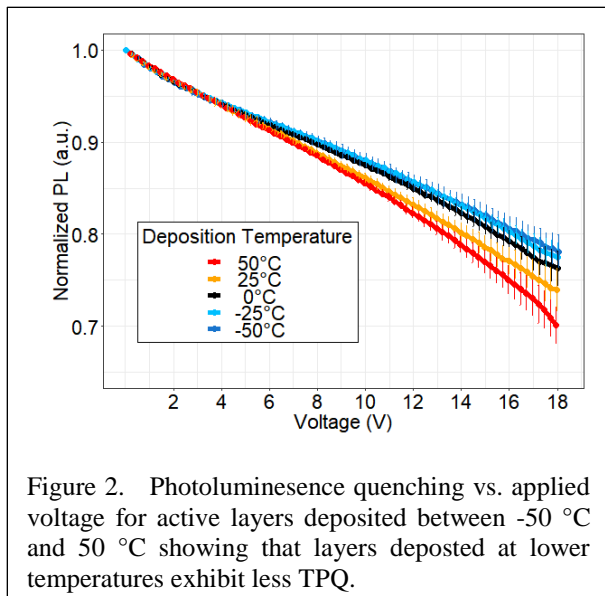 1.0
0.9
0.8
0.7
Normalized PL (a.u.)
Deposition Temperature
50°C
25°C
0°C
-25°C
-50°C
2 4 6 8 10 12 14 16 18
Voltage (V)
Figure 2. Photoluminesence quenching vs. applied
voltage for active layers deposited between -50 °C
and 50 °C showing that layers deposted at lower
temperatures exhibit less TPQ.